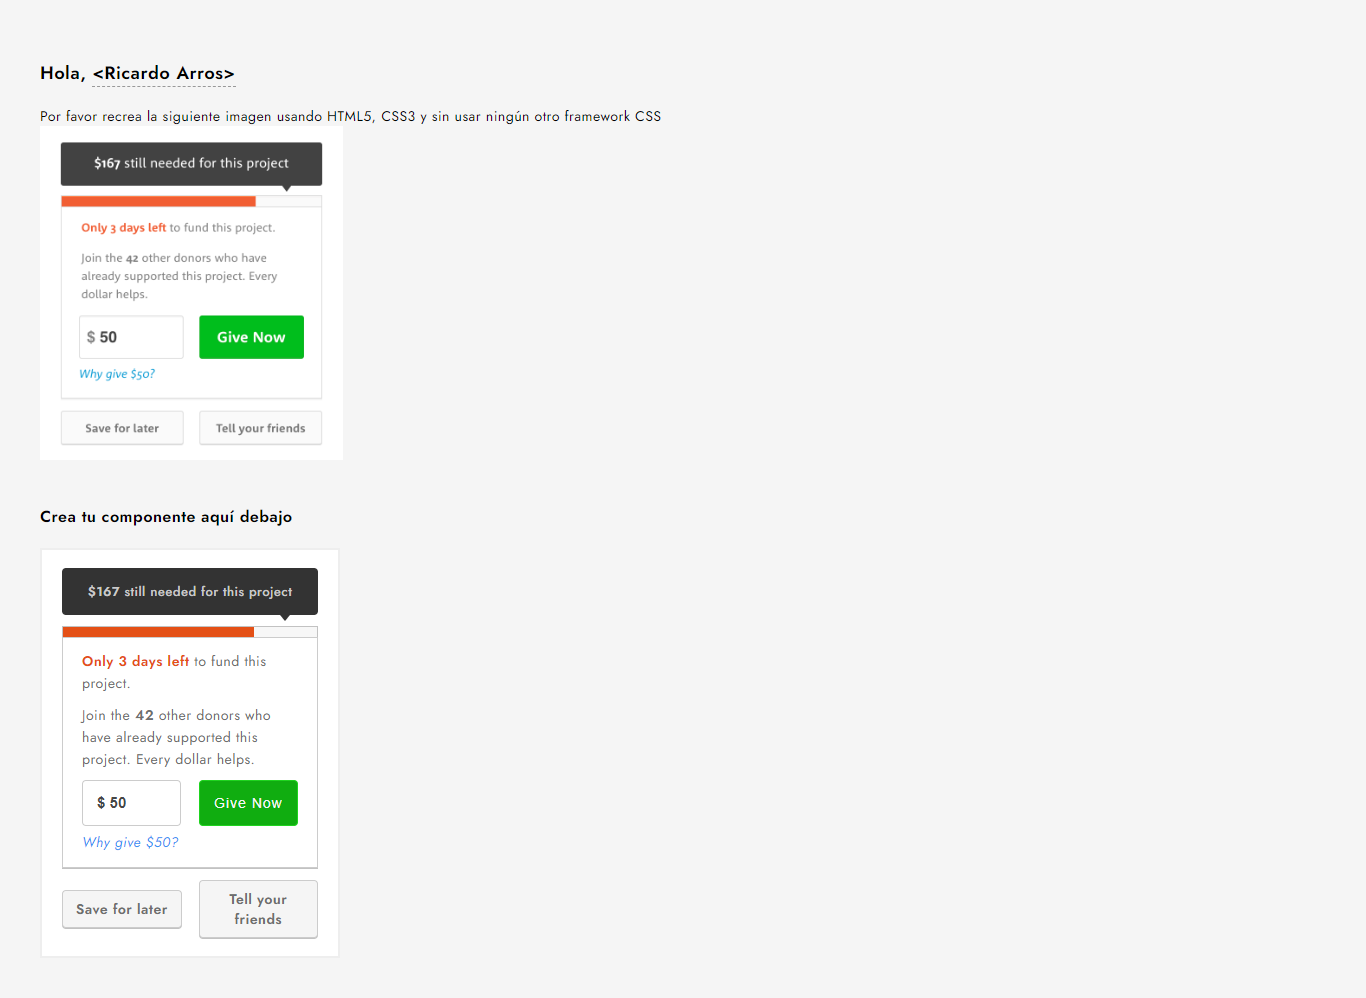 Hola, <Ricardo Arros>
Por favor recrea la siguiente imagen usando HTML5, CSS3 y sin usar ningún otro framework CSS
$167 still needed for this project
Only 3 days left to fund this project.
Join the 42 other donors who have
already supported this project. Every
dollar helps.
$ 50
Give Now
Why give $50?
Save for later
Tell your friends
Crea tu componente aquí debajo
$167 still needed for this project
Only 3 days left to fund this
project.
Join the 42 other donors who
have already supported this
project. Every dollar helps.
$ 50
Give Now
Why give $50?
Save for later
Tell your
friends